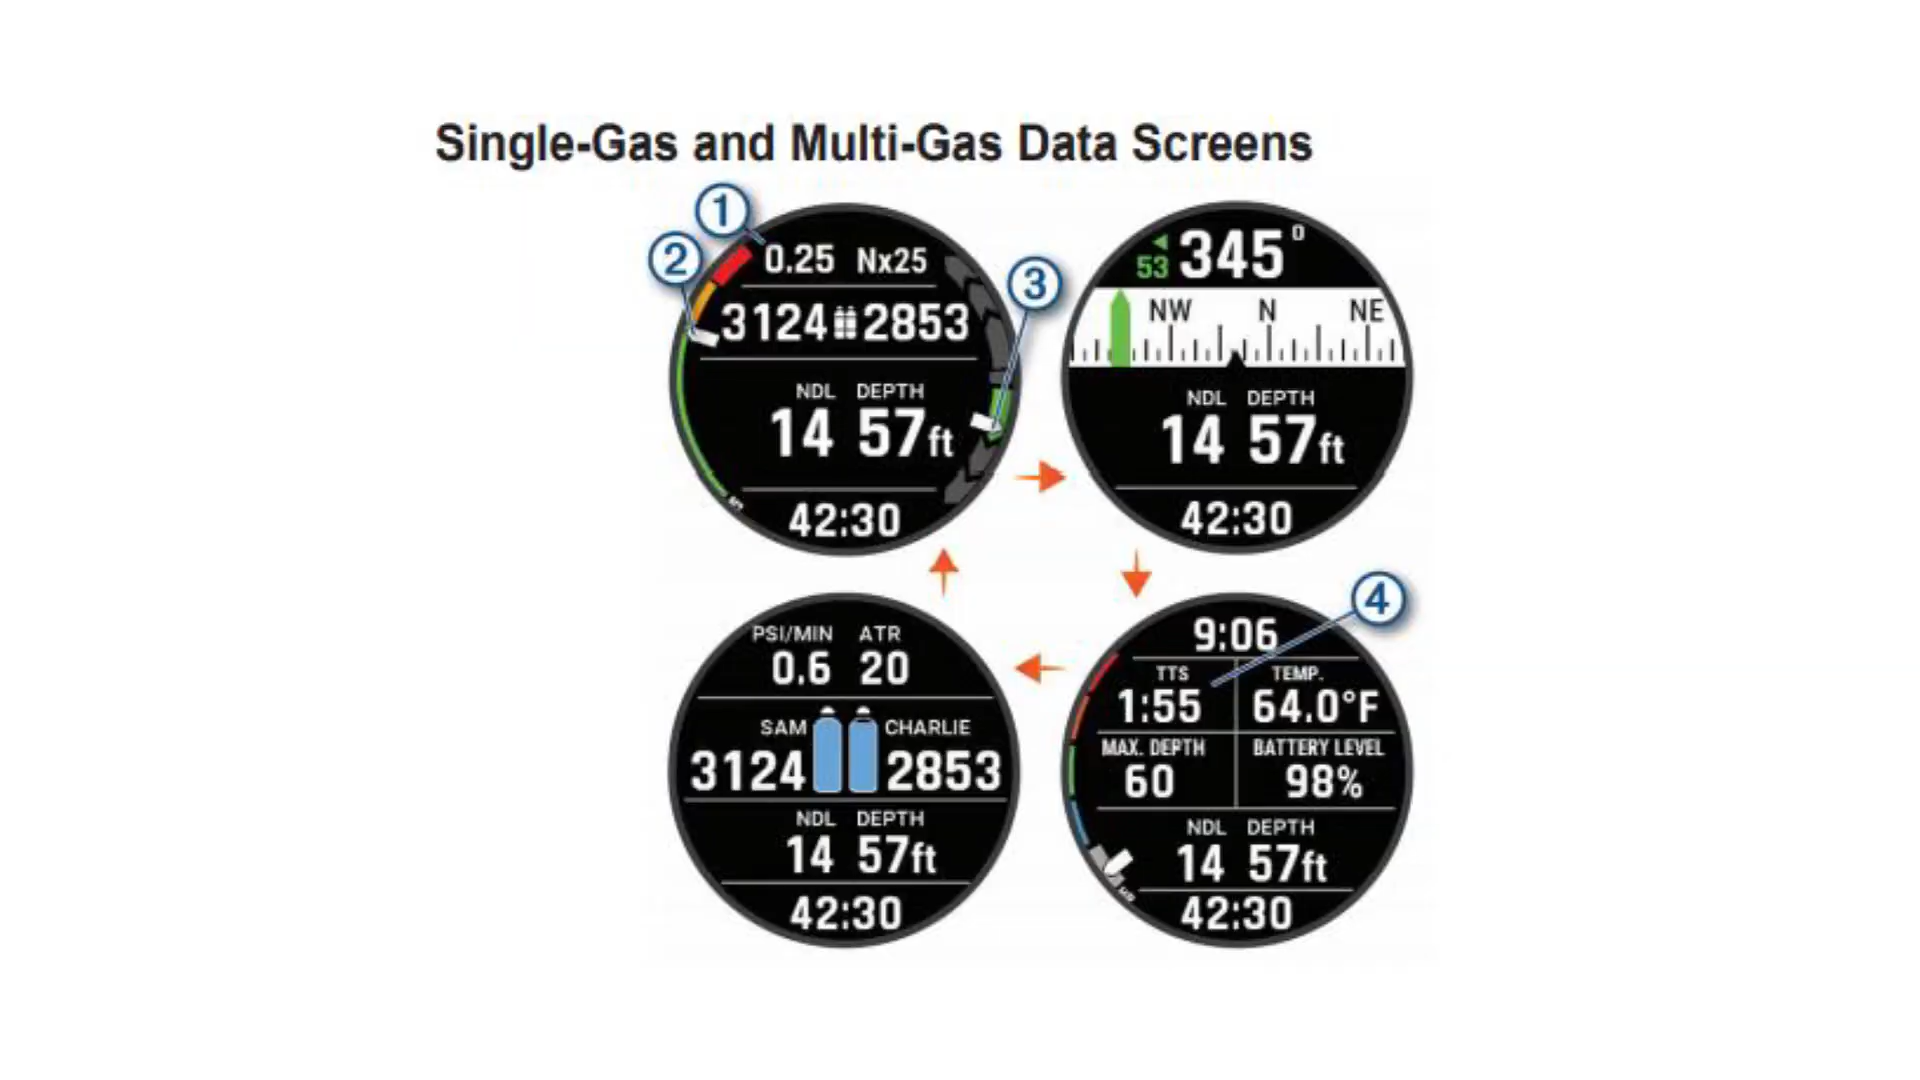 Single-Gas and Multi-Gas Data Screens
1
2
3
0.25 Nx25
3124 2853
NDL DEPTH
14 57ft
42:30
53 345°
NW N NE
NDL DEPTH
14 57ft
42:30
4
9:06
TTS TEMP.
1:55 64.0°F
MAX. DEPTH BATTERY LEVEL
60 98%
NDL DEPTH
14 57ft
42:30
PSI/MIN ATR
0.6 20
SAM CHARLIE
3124 2853
NDL DEPTH
14 57ft
42:30